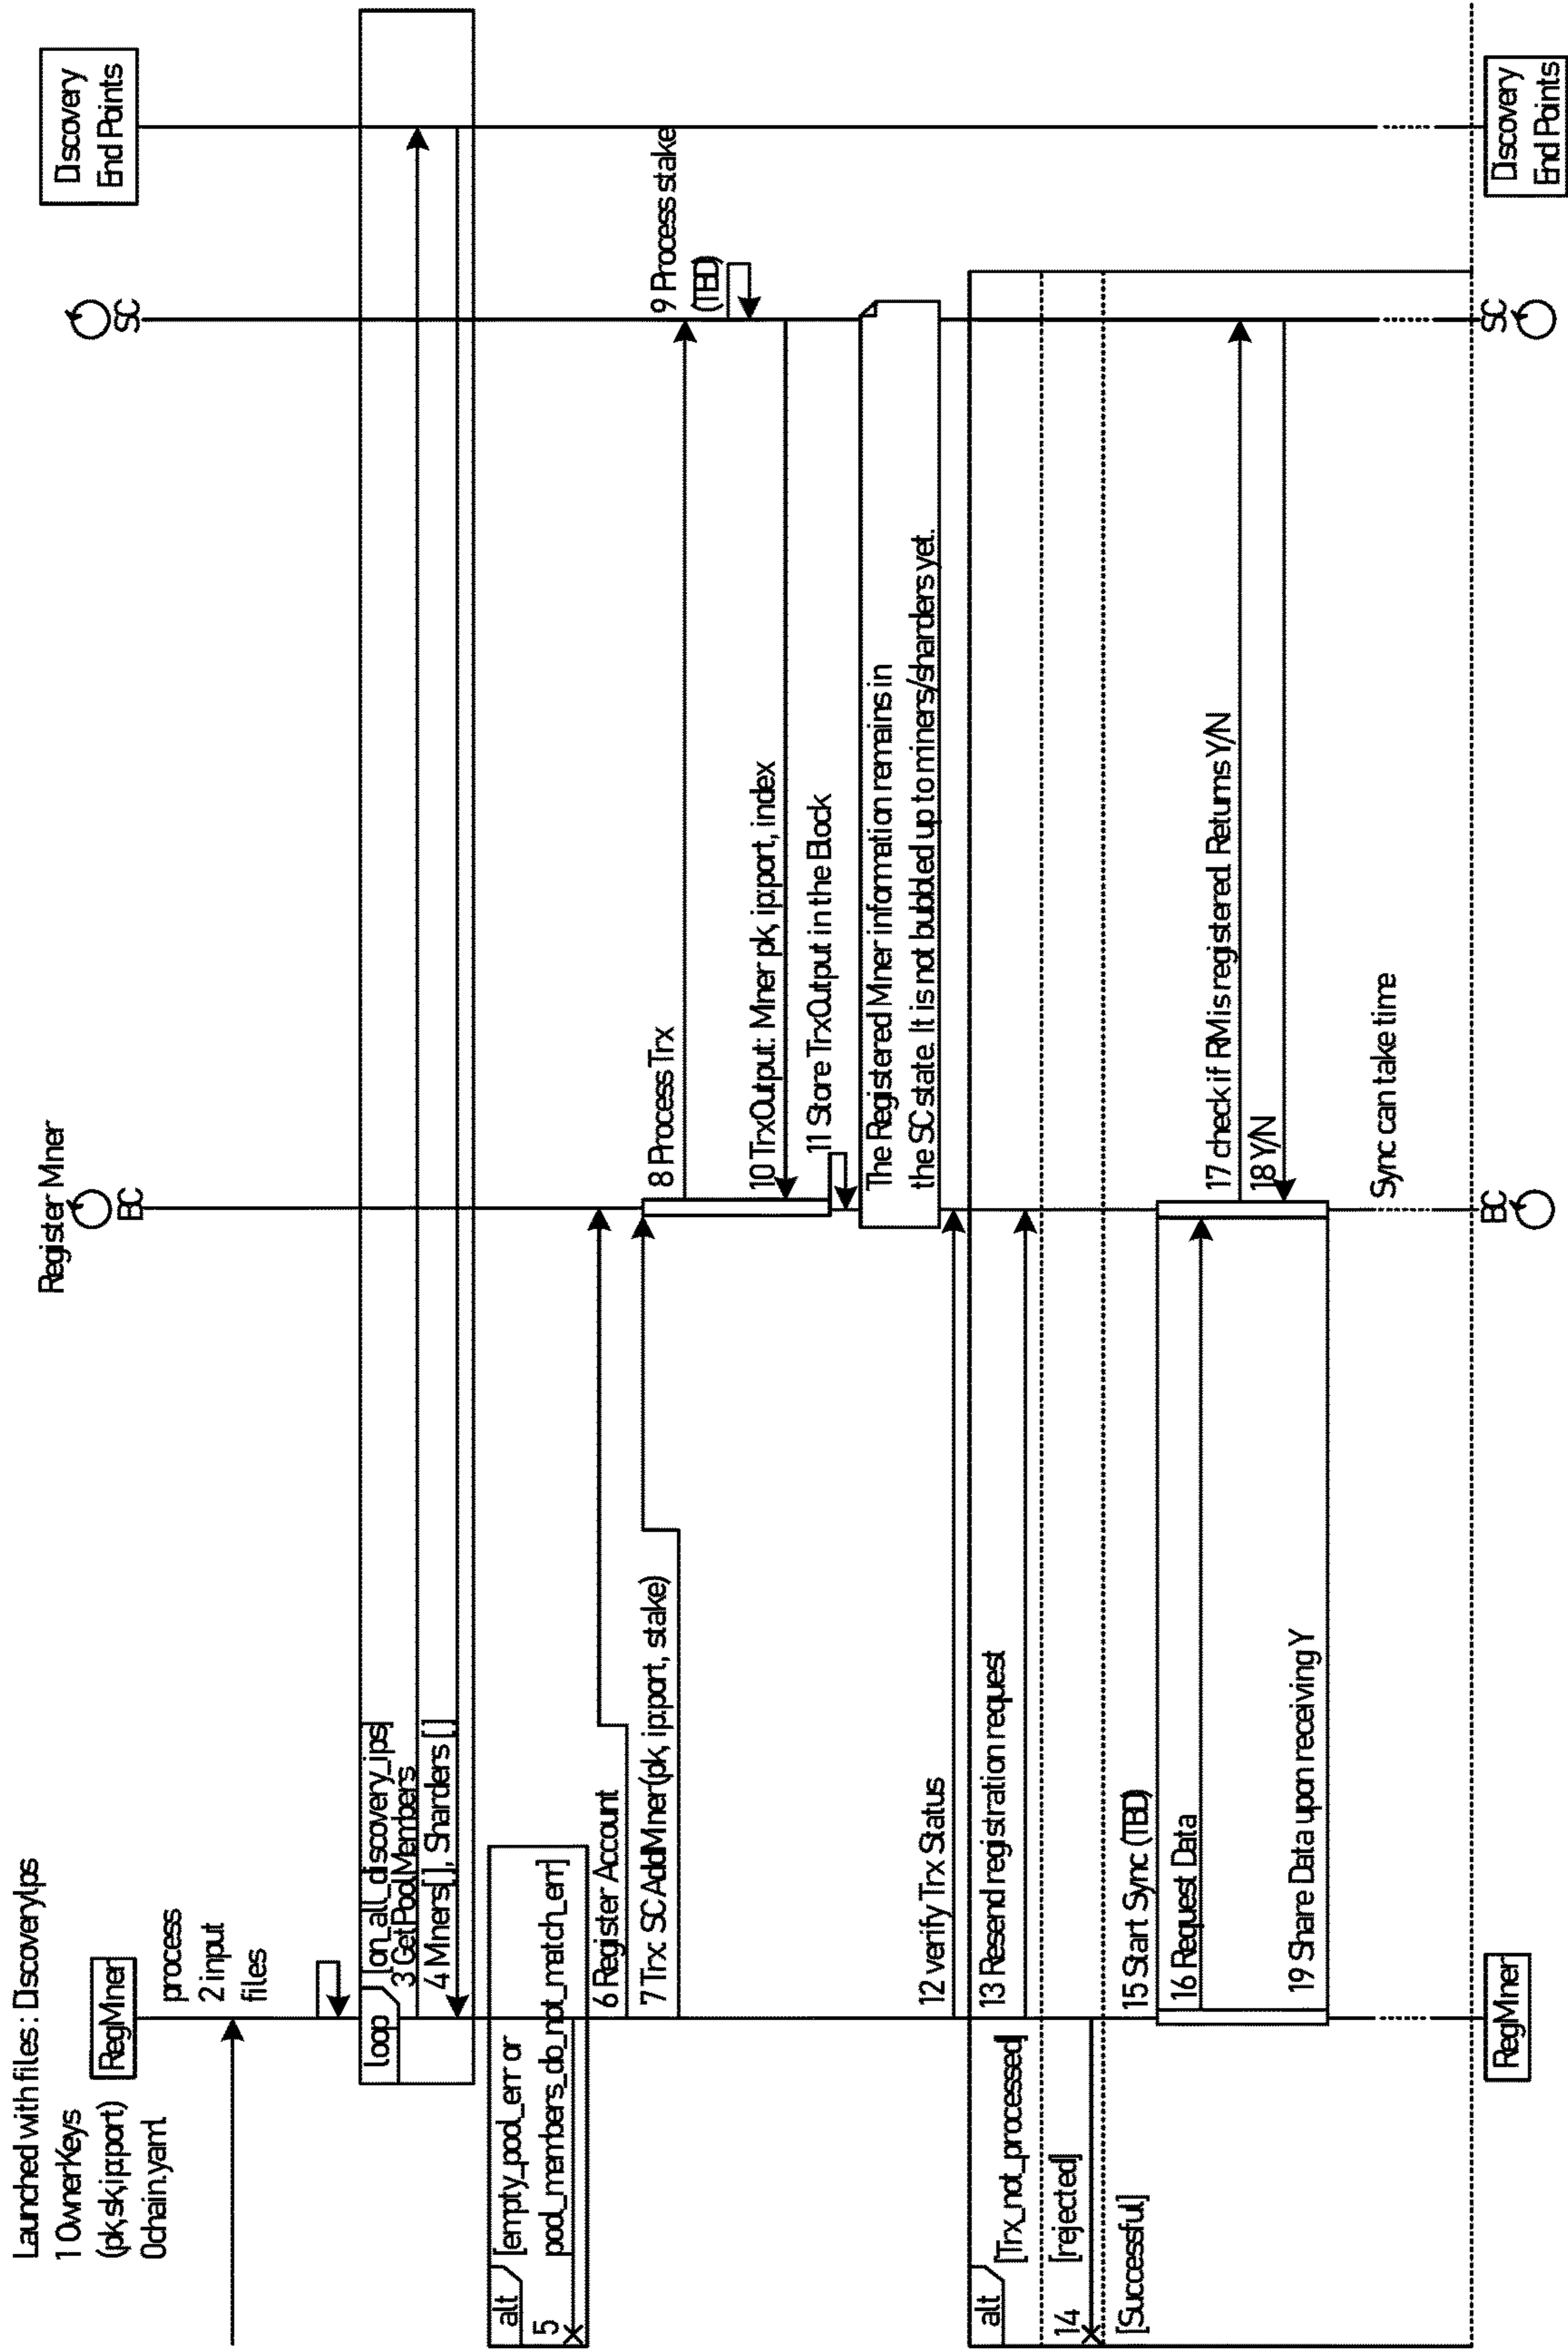 Register Miner
Launched with files: DiscoveryIps
1 OwnerKeys
(pk,sk,ip:port)
0chain.yaml
RegMiner
BC
SC
Discovery
End Points
process
2 input
files
loop
[on_all_discovery_ips]
3 GetPoolMembers
4 Miners[], Sharders []
alt
[empty_pool_err or
pool_members_do_not_match_err]
5
6 Register Account
7 Trx: SC AddMiner(pk, ip:port, stake)
8 Process Trx
9 Process stake
(TBD)
10 TrxOutput: Miner pk, ip:port, index
11 Store TrxOutput in the Block
The Registered Miner information remains in
the SC state. It is not bubbled up to miners/sharders yet.
12 verify Trx Status
alt
[Trx_not_processed]
13 Resend registration request
14
[rejected]
[Successful]
15 Start Sync (TBD)
16 Request Data
17 check if RM is registered. Returns Y/N
18 Y/N
19 Share Data upon receiving Y
Sync can take time
RegMiner
BC
SC
Discovery
End Points